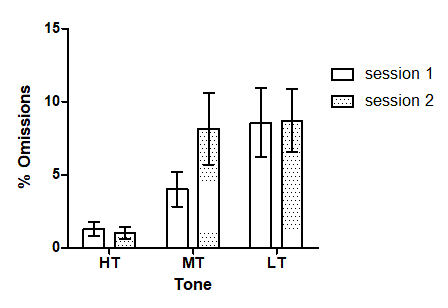 15
10
5
0
% Omissions
HT
MT
LT
Tone
session 1
session 2